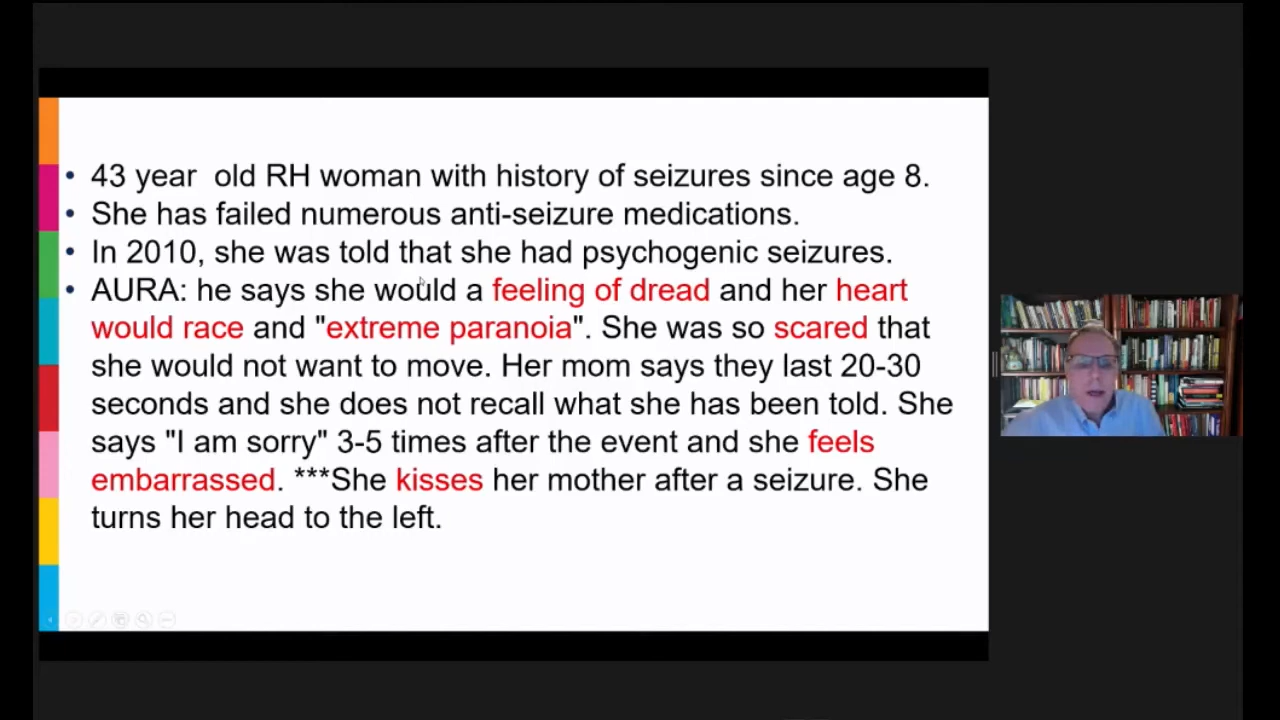 • 43 year  old RH woman with history of seizures since age 8.
• She has failed numerous anti-seizure medications.
• In 2010, she was told that she had psychogenic seizures.
• AURA: he says she would a feeling of dread and her heart
would race and "extreme paranoia". She was so scared that
she would not want to move. Her mom says they last 20-30
seconds and she does not recall what she has been told. She
says "I am sorry" 3-5 times after the event and she feels
embarrassed. ***She kisses her mother after a seizure. She
turns her head to the left.